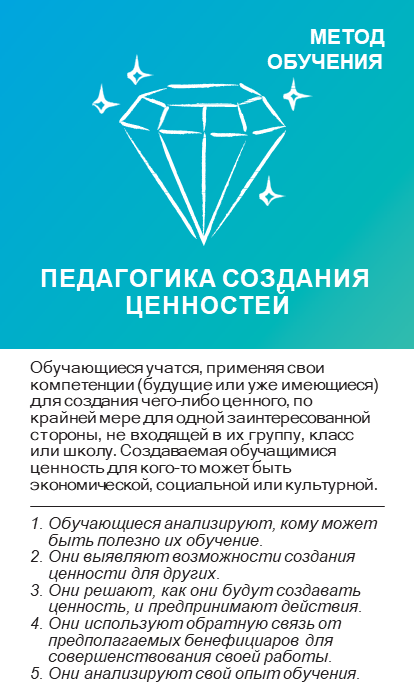 МЕТОД
ОБУЧЕНИЯ
ПЕДАГОГИКА СОЗДАНИЯ
ЦЕННОСТЕЙ
Обучающиеся учатся, применяя свои
компетенции (будущие или уже имеющиеся)
для создания чего-либо ценного, по
крайней мере для одной заинтересованной
стороны, не входящей в их группу, класс
или школу. Создаваемая обучащимися
ценность для кого-то может быть
экономической, социальной или культурной.
1. Обучающиеся анализируют, кому может
быть полезно их обучение.
2. Они выявляют возможности создания
ценности для других.
3. Они решают, как они будут создавать
ценность, и предпринимают действия.
4. Они используют обратную связь от
предполагаемых бенефициаров для
совершенствования своей работы.
5. Они анализируют свой опыт обучения.